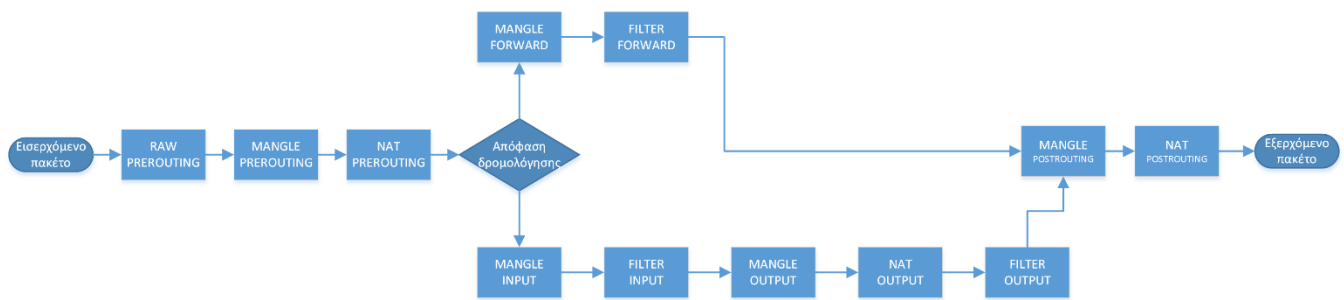 MANGLE
FORWARD
FILTER
FORWARD
Εισερχόμενο
πακέτο
RAW
PREROUTING
MANGLE
PREROUTING
NAT
PREROUTING
Απόφαση
δρομολόγησης
MANGLE
POSTROUTING
NAT
POSTROUTING
Εξερχόμενο
πακέτο
MANGLE
INPUT
FILTER
INPUT
MANGLE
OUTPUT
NAT
OUTPUT
FILTER
OUTPUT